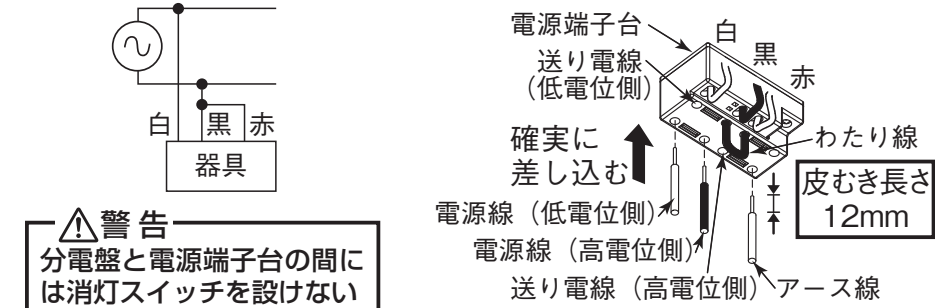 白 黒 赤
器具
⚠警告
分電盤と電源端子台の間に
は消灯スイッチを設けない
電源端子台
白
黒
赤
送り電線
(低電位側)
確実に
差し込む
わたり線
皮むき長さ
12mm
電源線(低電位側)
電源線(高電位側)
送り電線(高電位側)
アース線